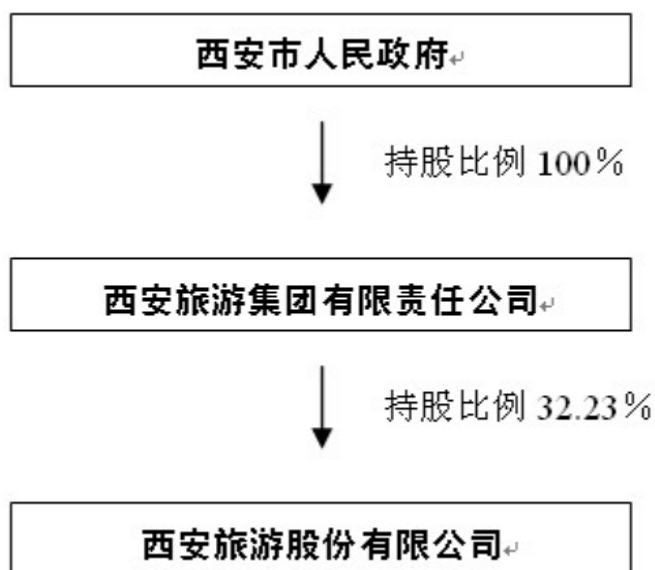 西安市人民政府
持股比例 100％
西安旅游集团有限责任公司
持股比例 32.23％
西安旅游股份有限公司